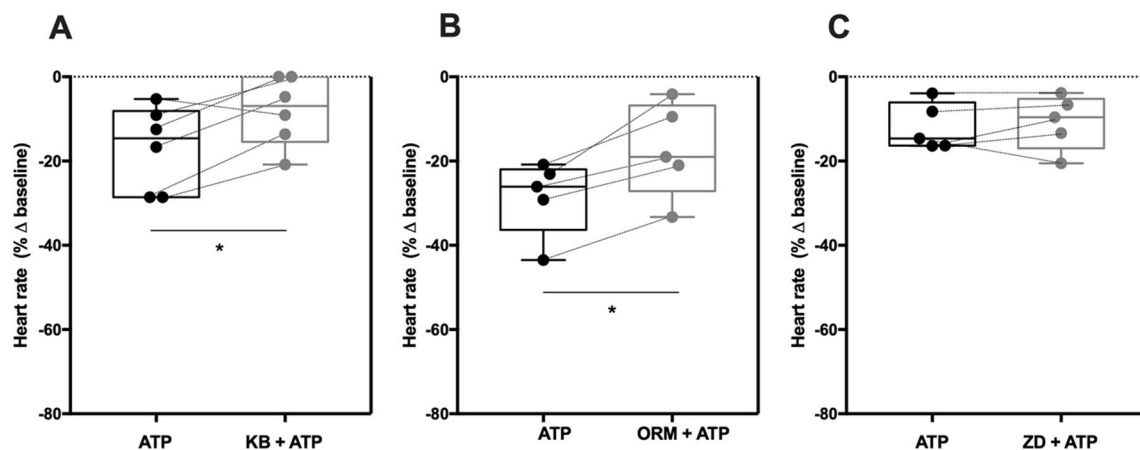 A
B
C
Heart rate (% Δ baseline)
0
-20
-40
-60
-80
*
ATP
KB + ATP
Heart rate (% Δ baseline)
0
-20
-40
-60
-80
*
ATP
ORM + ATP
Heart rate (% Δ baseline)
0
-20
-40
-60
-80
ATP
ZD + ATP